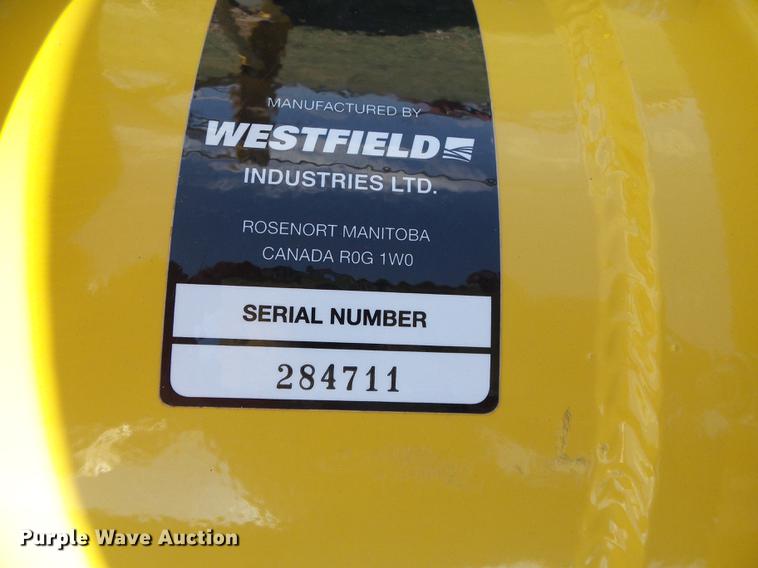 MANUFACTURED BY
WESTFIELD
INDUSTRIES LTD.
ROSENORT MANITOBA
CANADA R0G 1W0
SERIAL NUMBER
284711
Purple Wave Auction